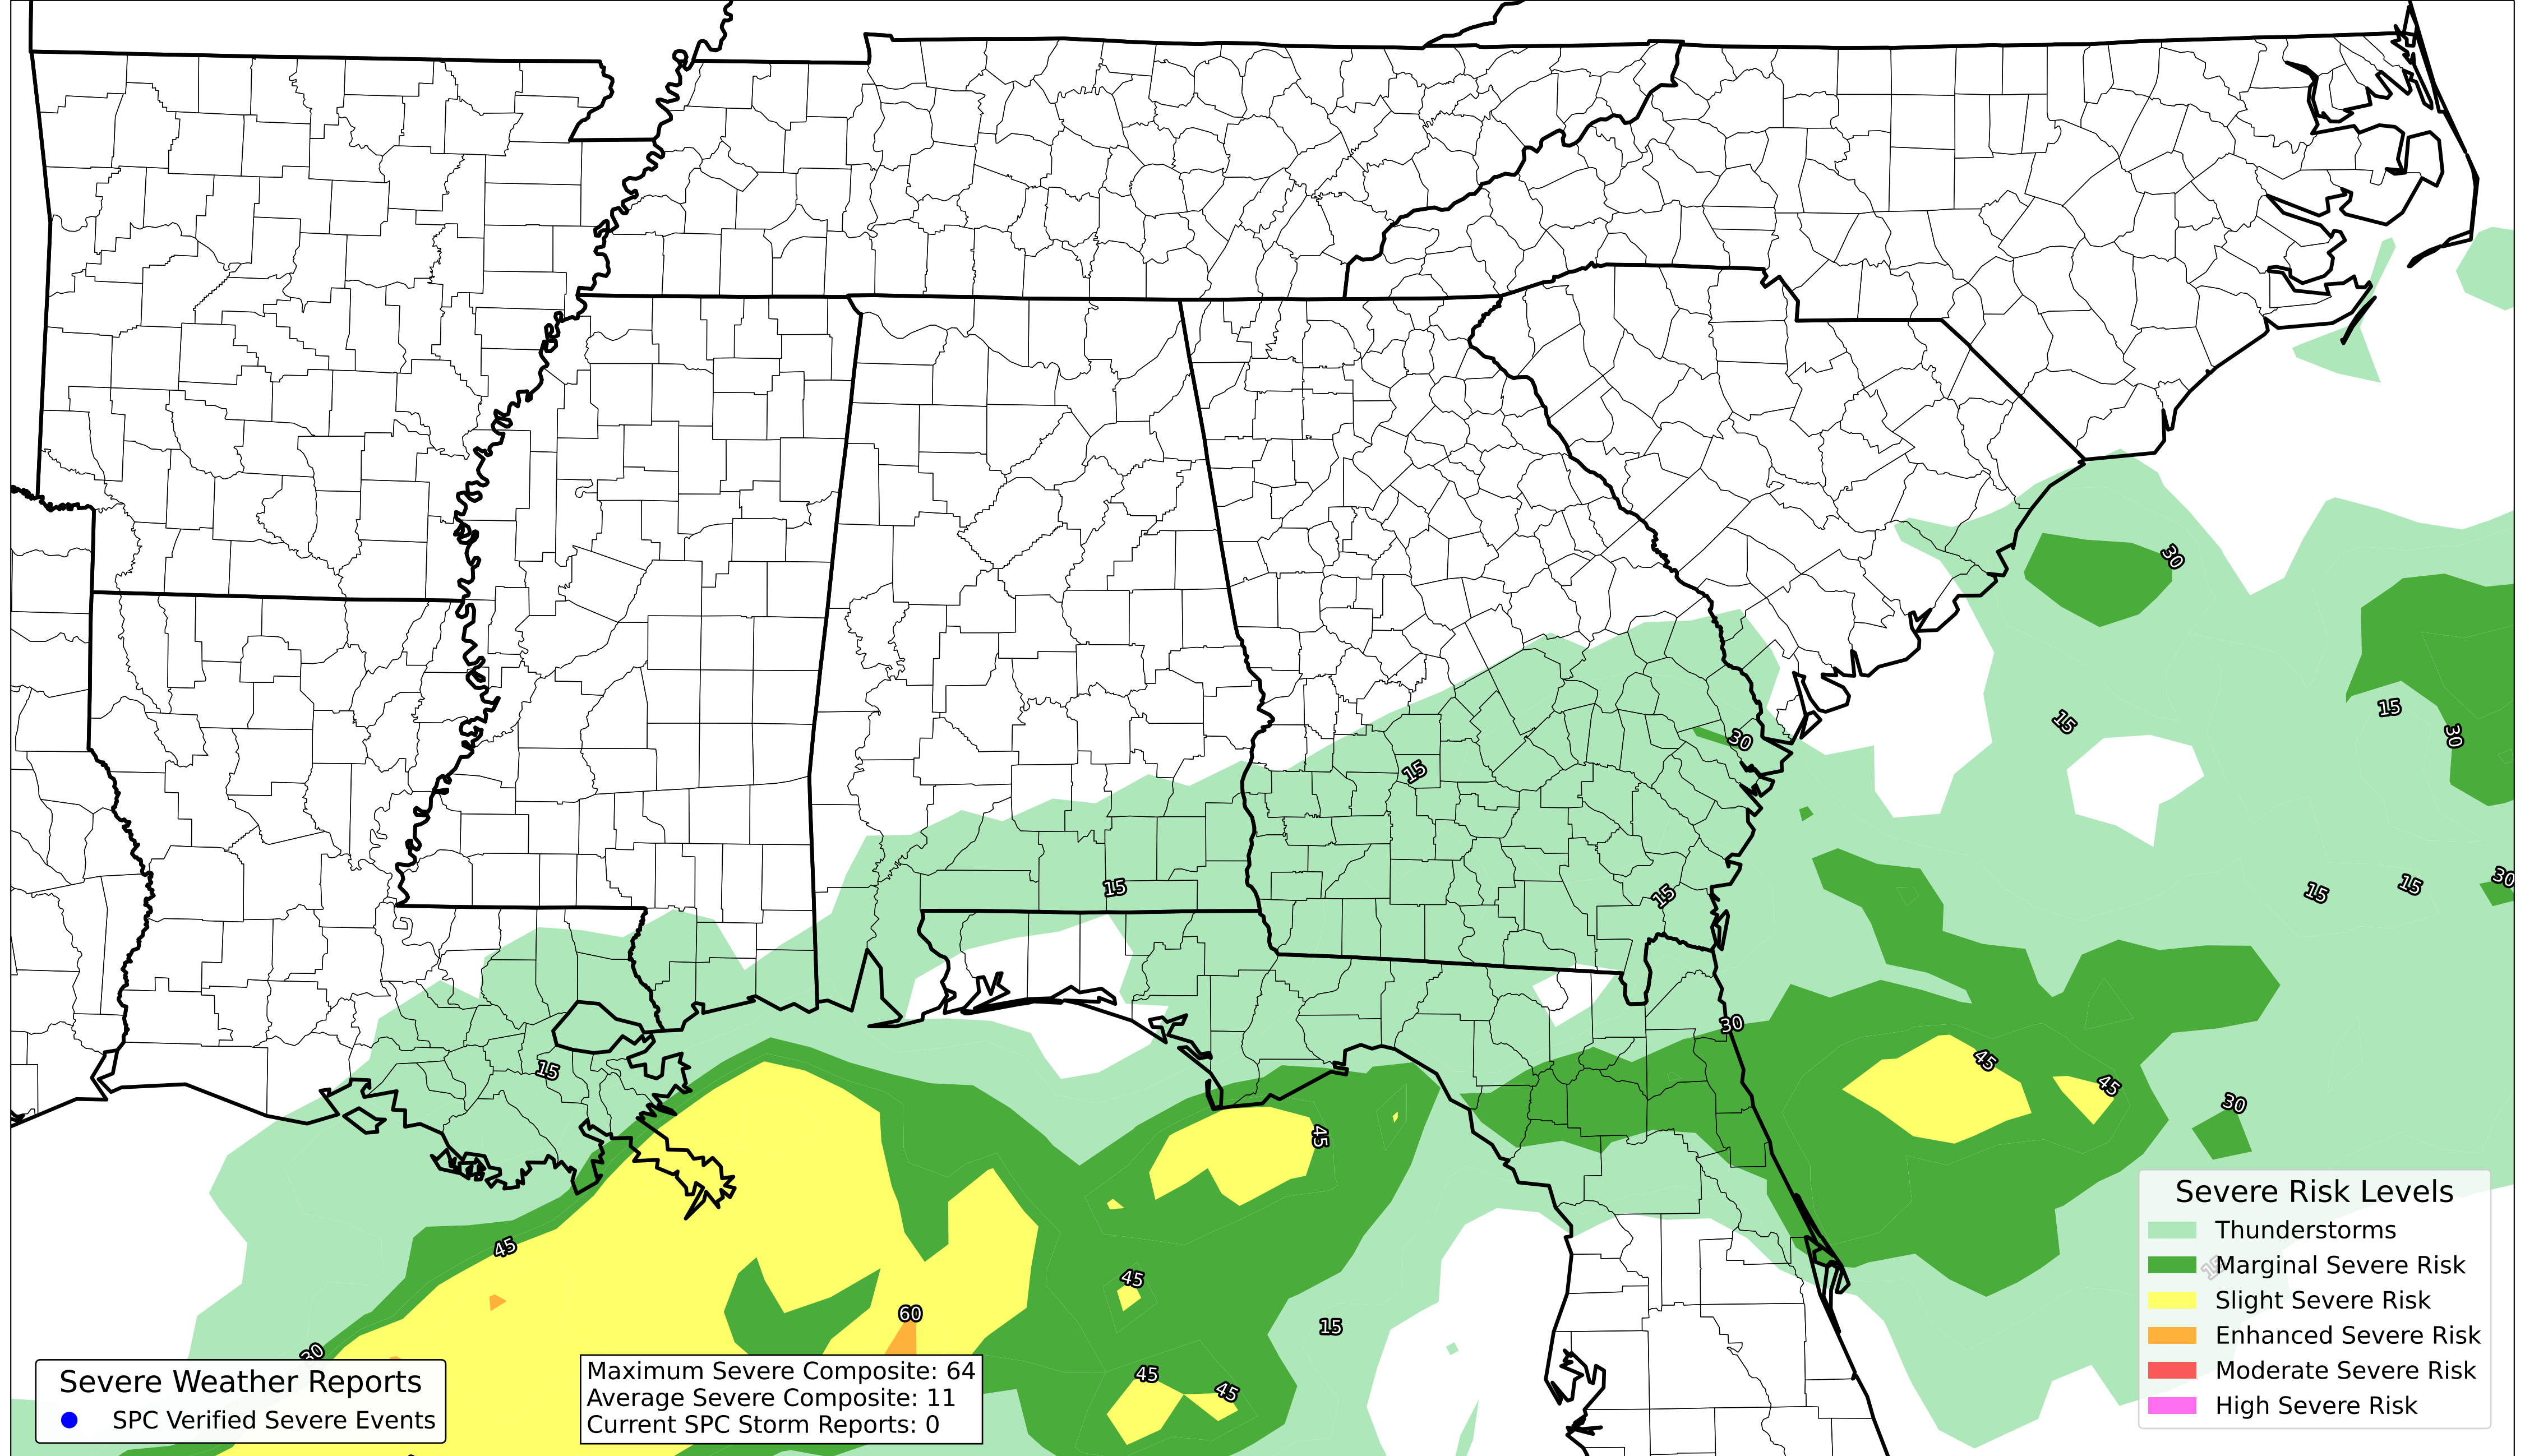 30
15
15
30
15
30
15
15
15
30
15
15
30
45
15
45
30
45
45
15
45
60
15
30
45
45
Severe Risk Levels
Thunderstorms
Marginal Severe Risk
Slight Severe Risk
Enhanced Severe Risk
Moderate Severe Risk
High Severe Risk
Severe Weather Reports
SPC Verified Severe Events
Maximum Severe Composite: 64
Average Severe Composite: 11
Current SPC Storm Reports: 0